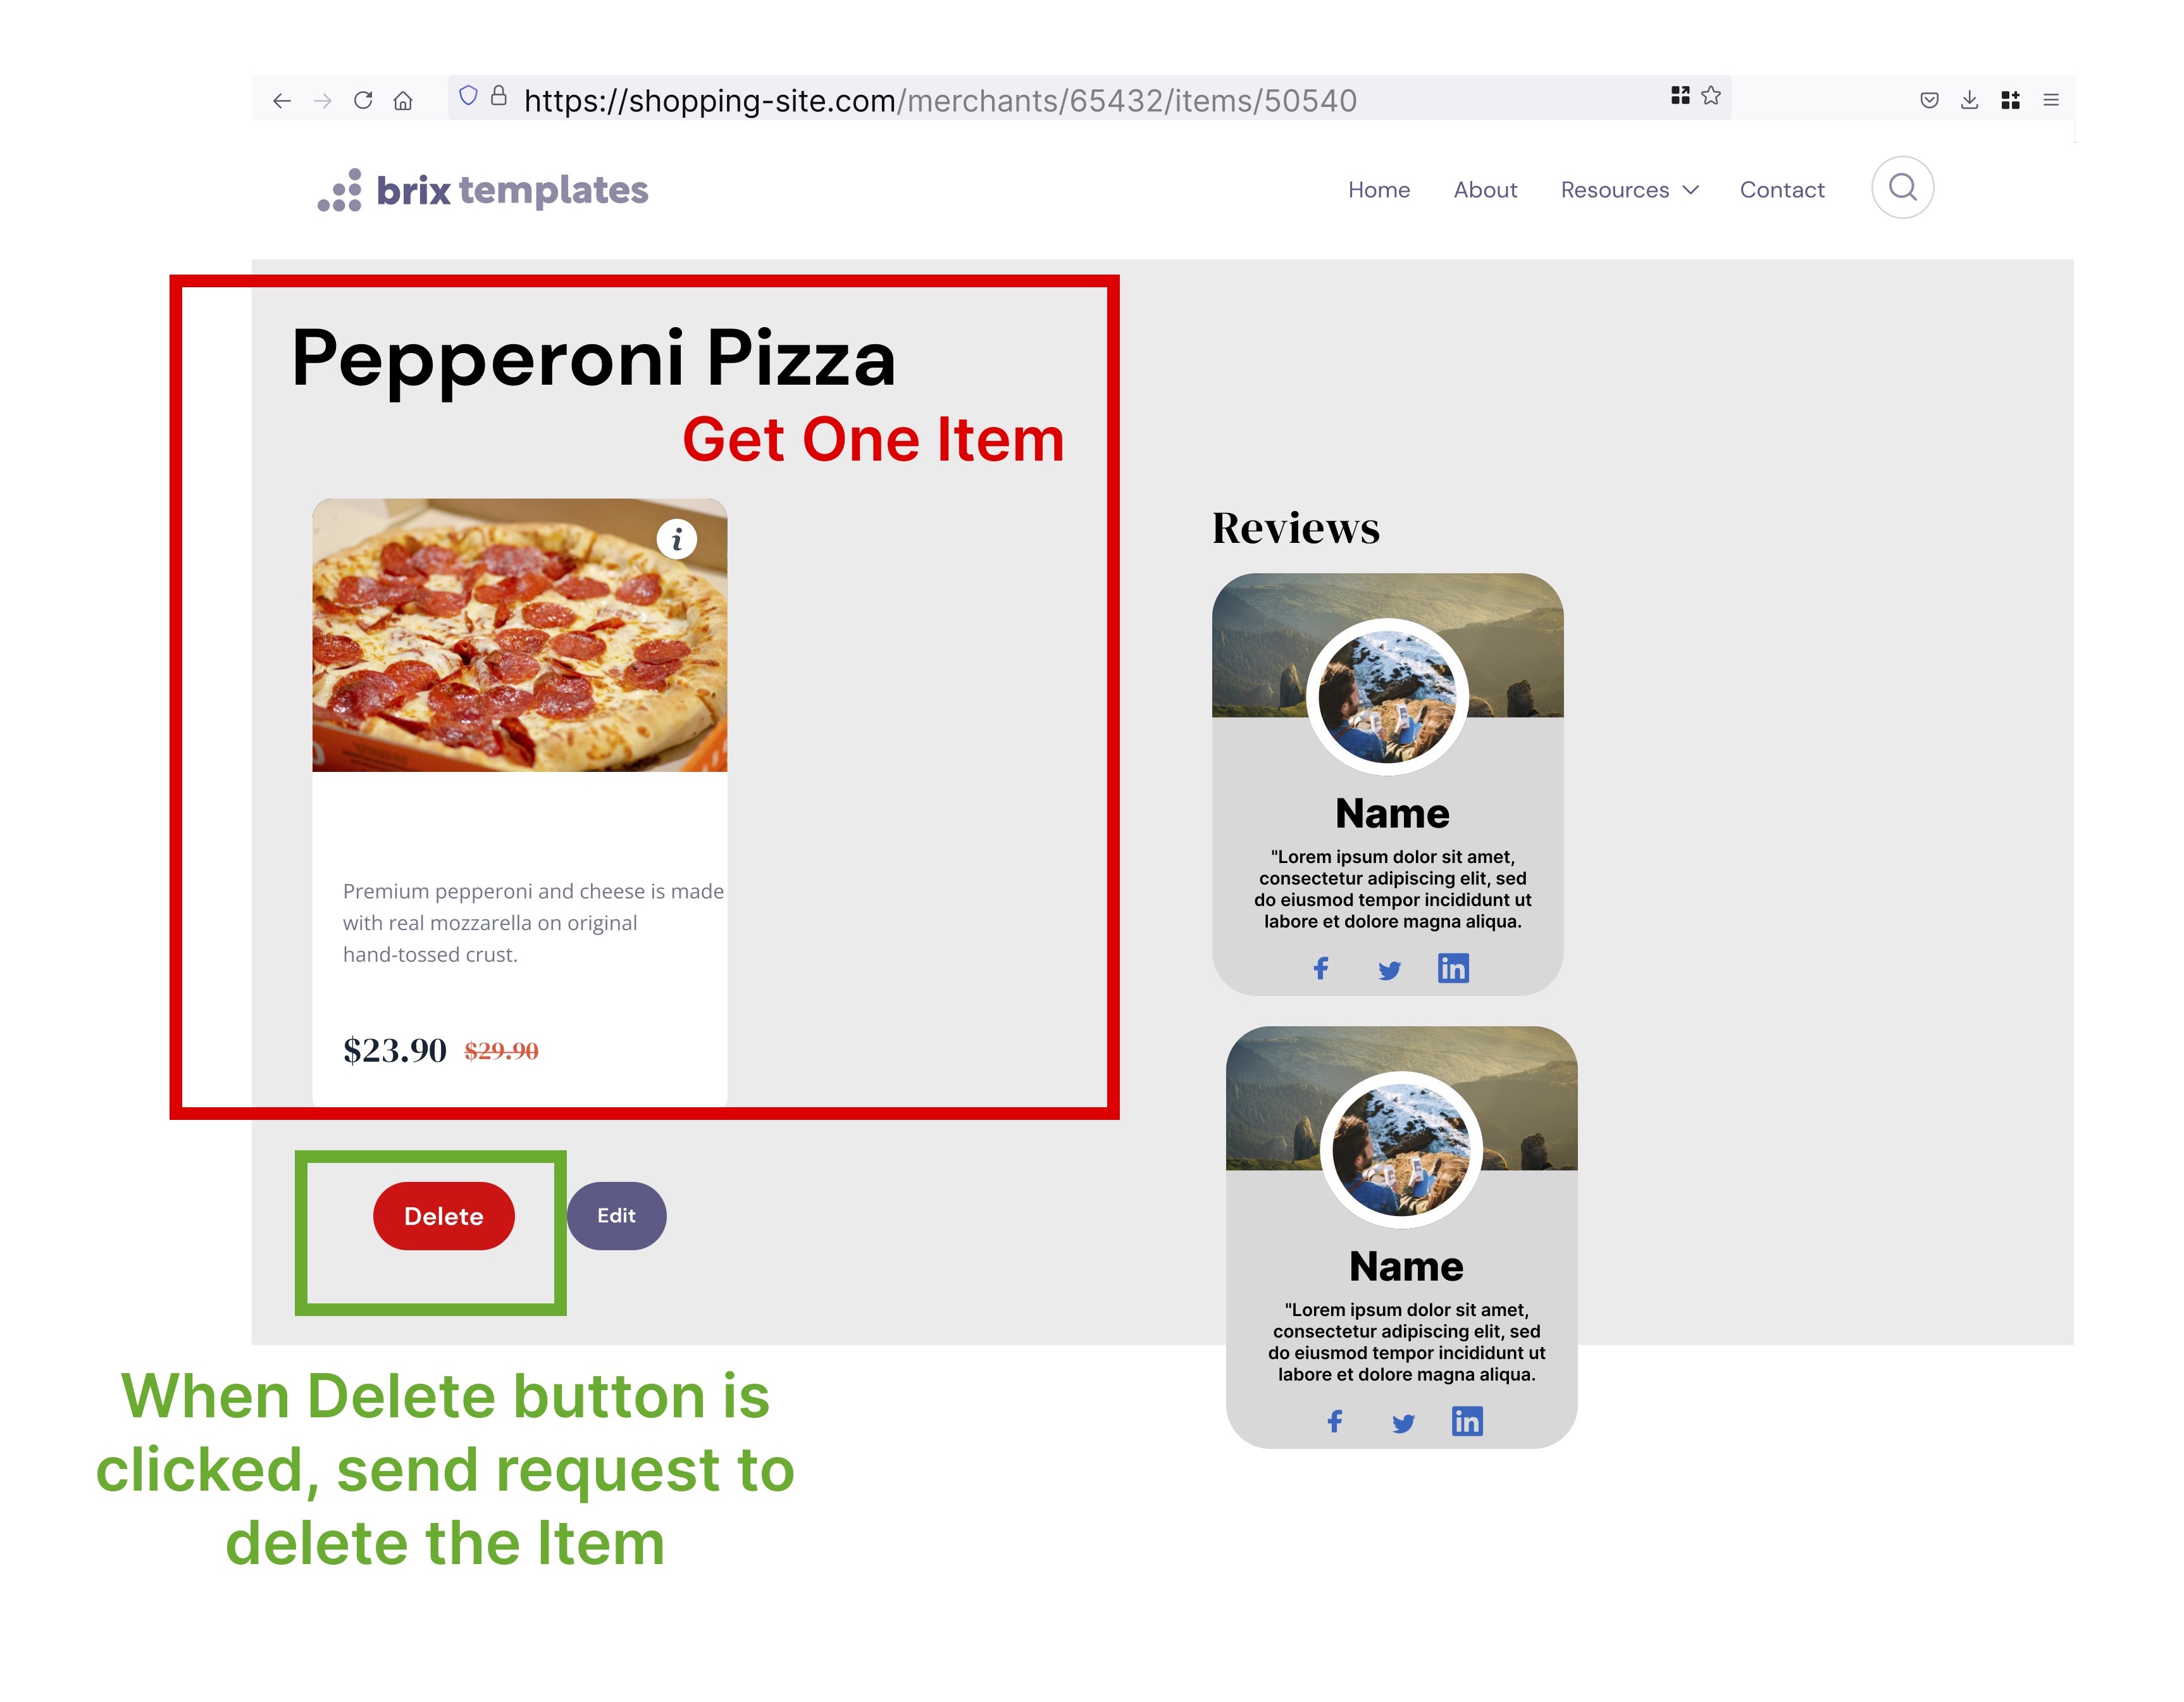 https://shopping-site.com/merchants/65432/items/50540
brix templates
Home About Resources Contact
Pepperoni Pizza
Get One Item
i
Premium pepperoni and cheese is made
with real mozzarella on original
hand-tossed crust.
$23.90 $29.90
Delete Edit
When Delete button is
clicked, send request to
delete the Item
Reviews
Name
"Lorem ipsum dolor sit amet,
consectetur adipiscing elit, sed
do eiusmod tempor incididunt ut
labore et dolore magna aliqua.
f in
Name
"Lorem ipsum dolor sit amet,
consectetur adipiscing elit, sed
do eiusmod tempor incididunt ut
labore et dolore magna aliqua.
f in